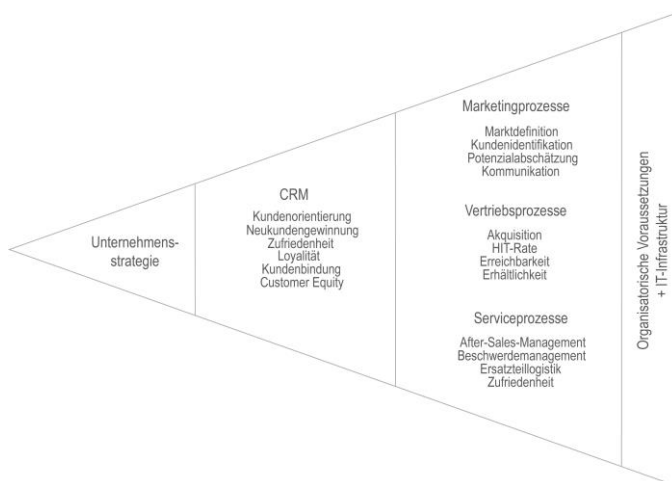 Unternehmens-
strategie
CRM
Kundenorientierung
Neukundengewinnung
Zufriedenheit
Loyalität
Kundenbindung
Customer Equity
Marketingprozesse
Marktdefinition
Kundenidentifikation
Potenzialabschätzung
Kommunikation
Vertriebsprozesse
Akquisition
HIT-Rate
Erreichbarkeit
Erhältlichkeit
Serviceprozesse
After-Sales-Management
Beschwerdemanagement
Ersatzteillogistik
Zufriedenheit
Organisatorische Voraussetzungen
+ IT-Infrastruktur